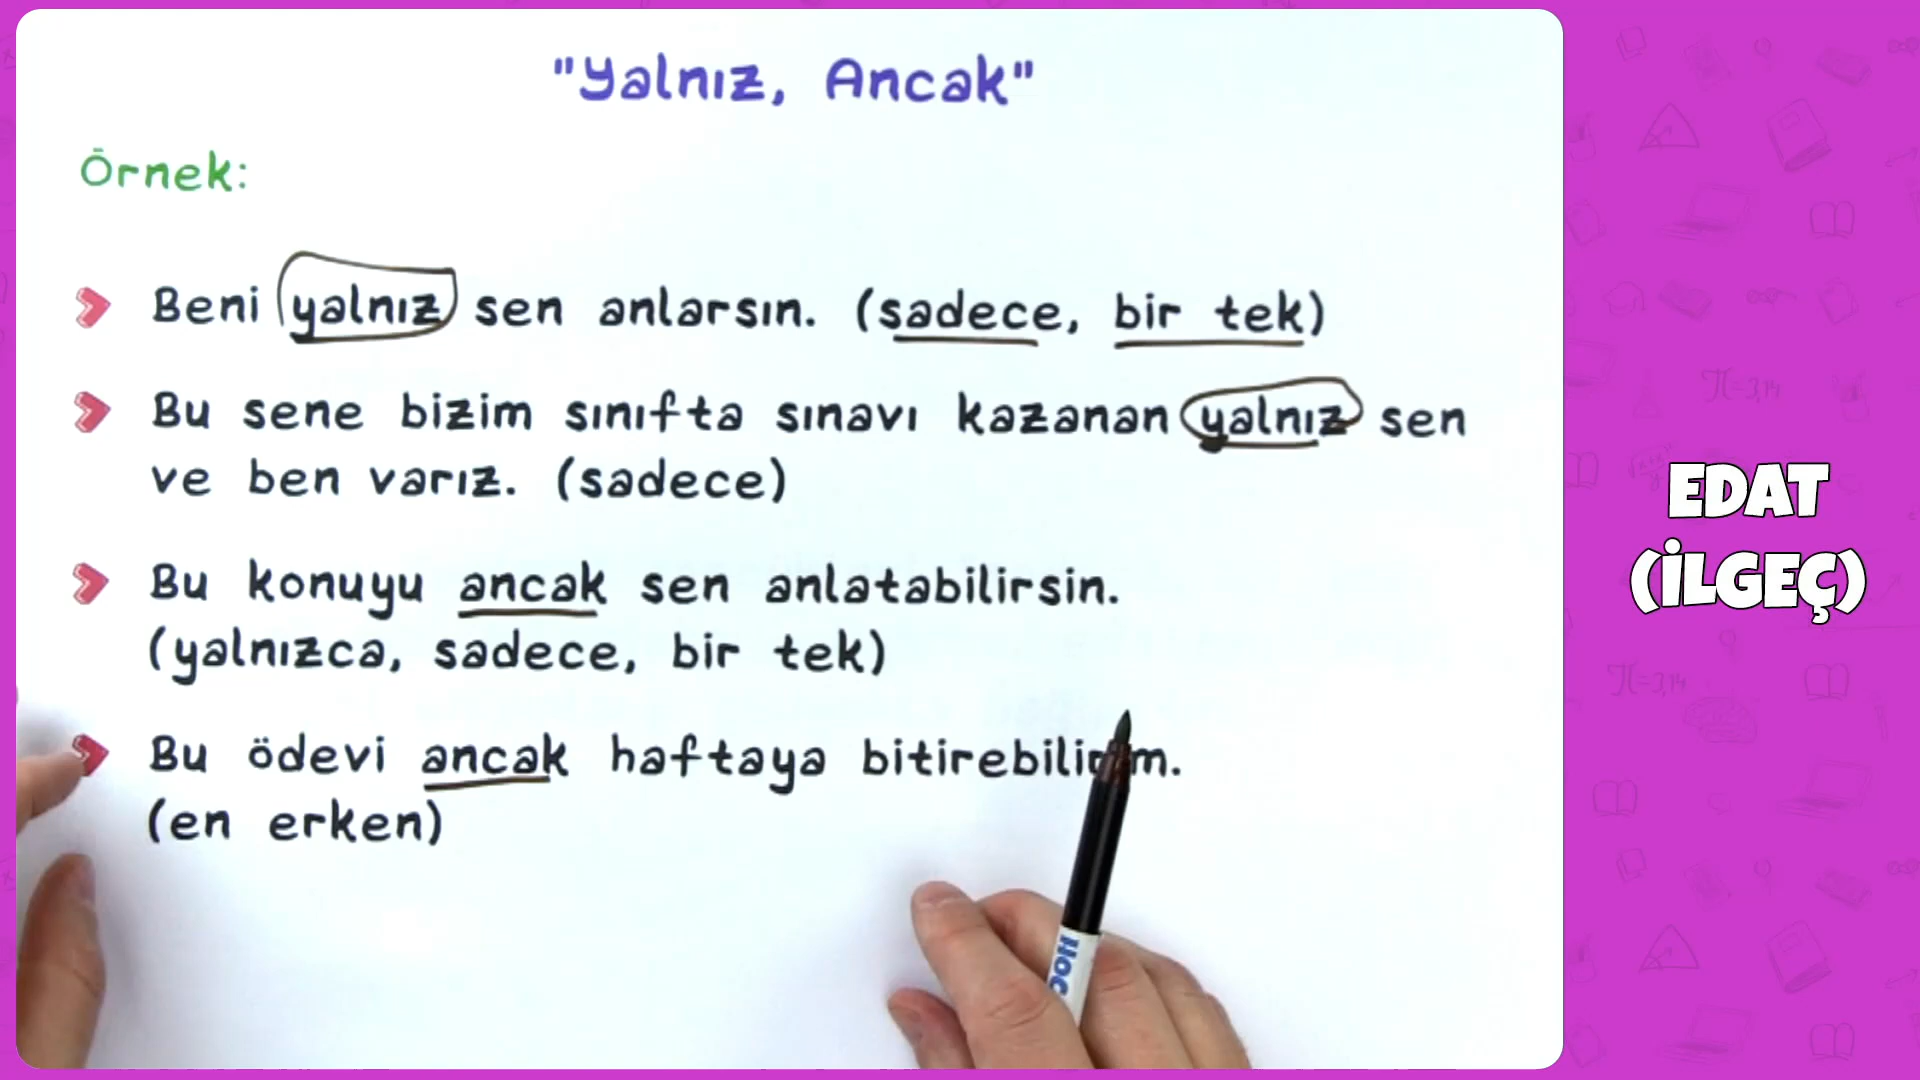 "Yalnız, Ancak"
Örnek:
Beni yalnız sen anlarsın. (sadece, bir tek)
Bu sene bizim sınıfta sınavı kazanan yalnız sen
ve ben varız. (sadece)
Bu konuyu ancak sen anlatabilirsin.
(yalnızca, sadece, bir tek)
Bu ödevi ancak haftaya bitirebilirim.
(en erken)
EDAT
(İLGEÇ)
HOC